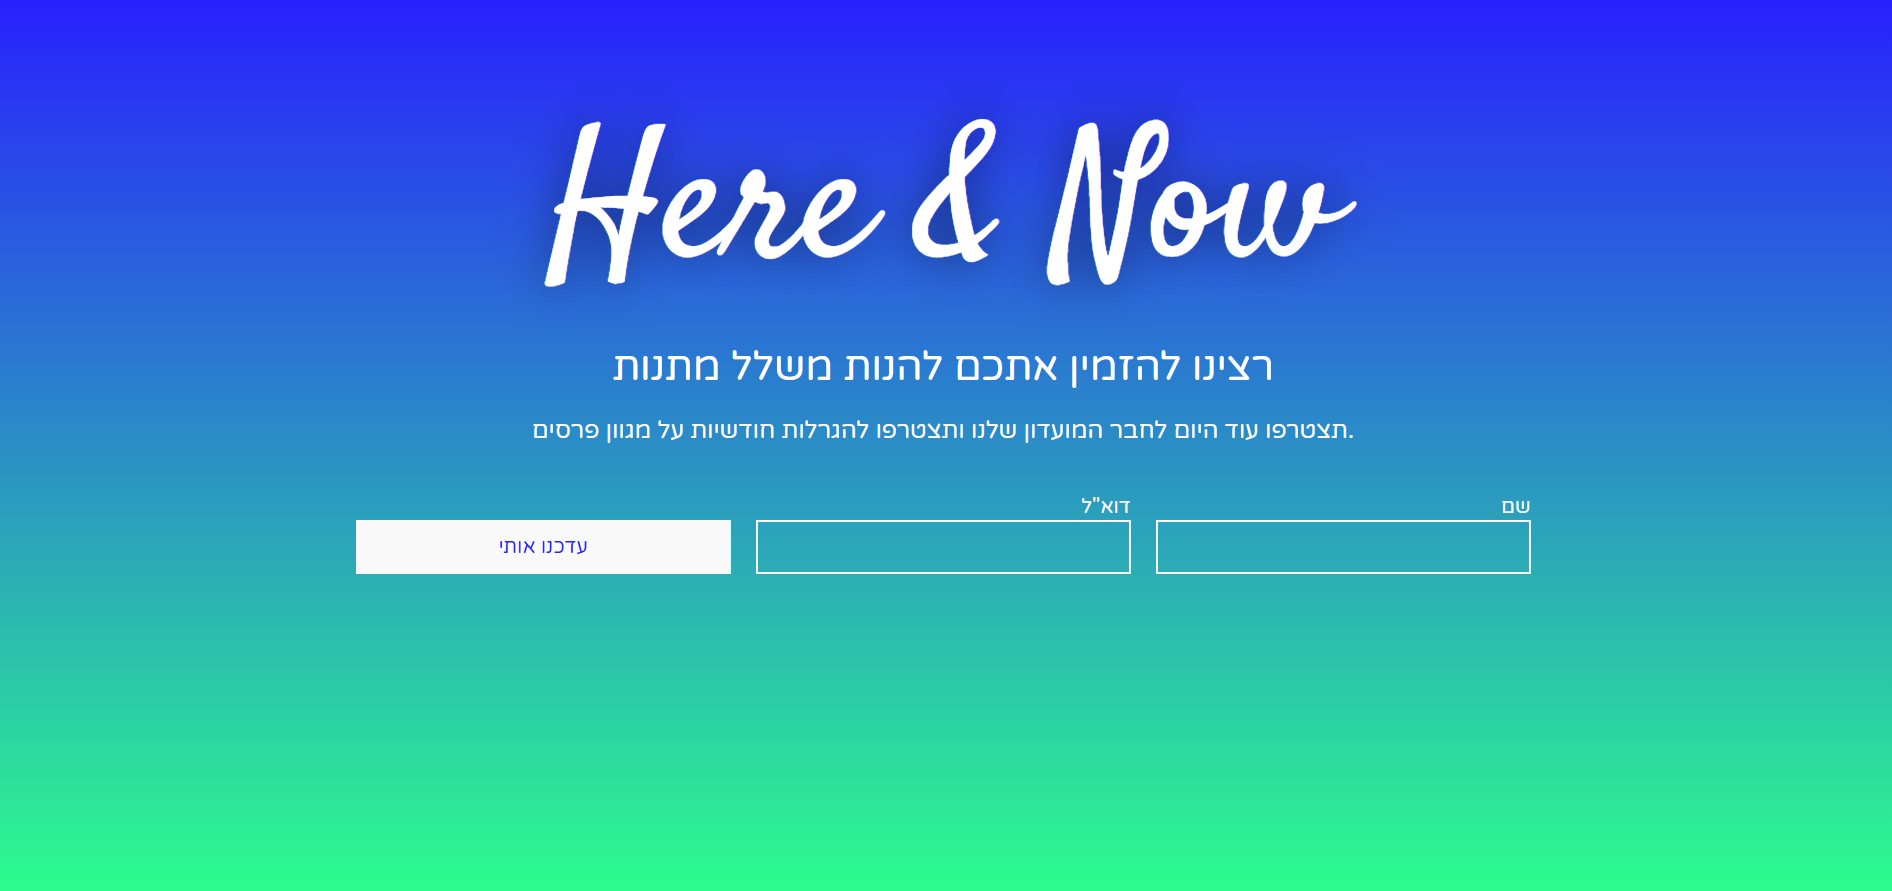 Here & Now
רצינו להזמין אתכם להנות משלל מתנות
תצטרפו עוד היום לחבר המועדון שלנו ותצטרפו להגרלות חודשיות על מגוון פרסים.
שם
דוא"ל
עדכנו אותי